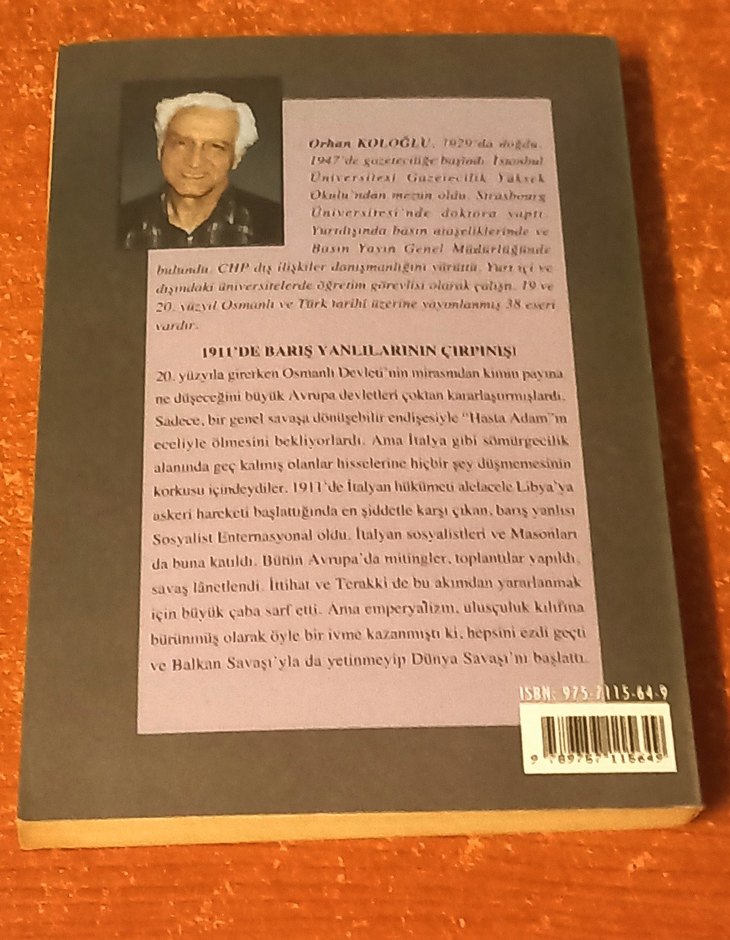 Orhan KOLOĞLU, 1929'da doğdu.
1947'de gazeteciliğe başladı. İstanbul
Üniversitesi Gazetecilik Yüksek
Okulu'ndan mezun oldu. Strasbourg
Üniversitesi'nde doktora yaptı.
Yurtdışında basın ataşeliklerinde ve
Basın Yayın Genel Müdürlüğünde
bulundu. CHP dış ilişkiler danışmanlığını yürüttü. Yurt içi ve
dışındaki üniversitelerde öğretim görevlisi olarak çalıştı. 19 ve
20. yüzyıl Osmanlı ve Türk tarihi üzerine yayımlanmış 38 eseri
vardır.
1911'DE BARIŞ YANLILARININ ÇIRPINIŞI
20. yüzyıla girerken Osmanlı Devleti'nin mirasından kimin payına
ne düşeceğini büyük Avrupa devletleri çoktan kararlaştırmışlardı.
Sadece, bir genel savaşa dönüşebilir endişesiyle "Hasta Adam"ın
eceliyle ölmesini bekliyorlardı. Ama İtalya gibi sömürgecilik
alanında geç kalmış olanlar hisselerine hiçbir şey düşmemesinin
korkusu içindeydiler. 1911'de İtalyan hükümeti alelacele Libya'ya
askeri hareketi başlattığında en şiddetle karşı çıkan, barış yanlısı
Sosyalist Enternasyonal oldu. İtalyan sosyalistleri ve Masonları
da buna katıldı. Bütün Avrupa'da mitingler, toplantılar yapıldı,
savaş lânetlendi. İttihat ve Terakki de bu akımdan yararlanmak
için büyük çaba sarf etti. Ama emperyalizm, ulusçuluk kılıfına
bürünmüş olarak öyle bir ivme kazanmıştı ki, hepsini ezdi geçti
ve Balkan Savaşı'yla da yetinmeyip Dünya Savaşı'nı başlattı.
ISBN: 975-7115-64-9
9 789757 115649